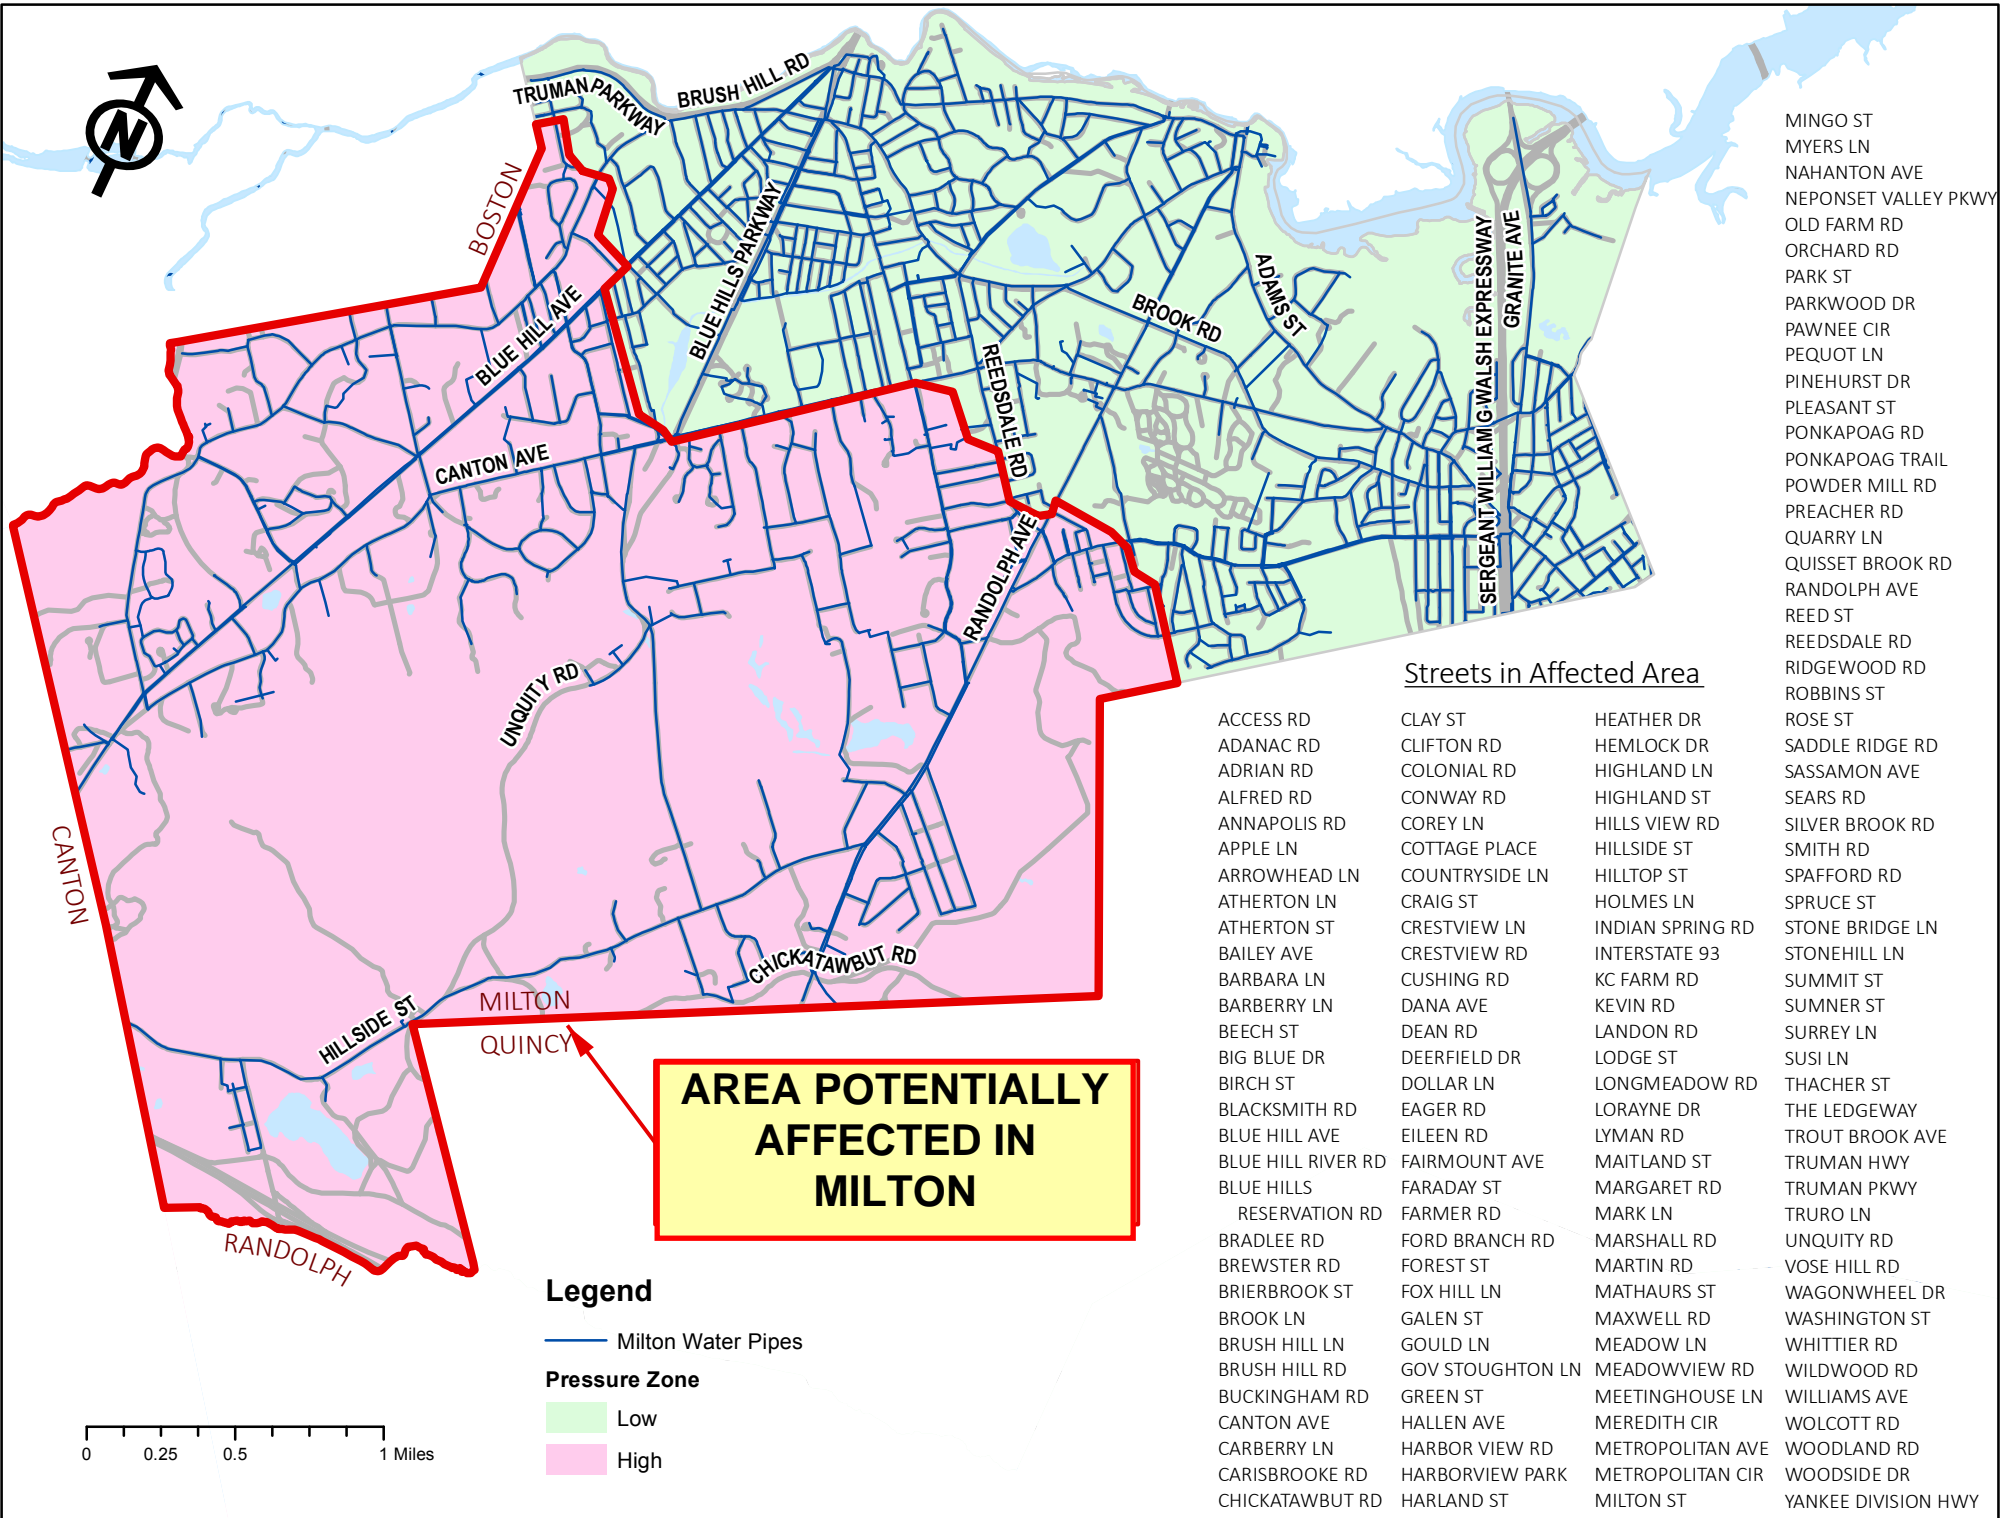 N
TRUMAN PARKWAY
BRUSH HILL RD
BOSTON
BLUE HILLS PARKWAY
BLUE HILL AVE
CANTON AVE
REEDSDALE RD
BROOK RD
ADAMS ST
SERGEANT WILLIAM G WALSH EXPRESSWAY
GRANITE AVE
RANDOLPH AVE
UNQUITY RD
CANTON
CHICKATAWBUT RD
HILLSIDE ST
MILTON
QUINCY
RANDOLPH
AREA POTENTIALLY
AFFECTED IN
MILTON
Legend
Milton Water Pipes
Pressure Zone
Low
High
0 0.25 0.5 1 Miles
Streets in Affected Area
ACCESS RD
ADANAC RD
ADRIAN RD
ALFRED RD
ANNAPOLIS RD
APPLE LN
ARROWHEAD LN
ATHERTON LN
ATHERTON ST
BAILEY AVE
BARBARA LN
BARBERRY LN
BEECH ST
BIG BLUE DR
BIRCH ST
BLACKSMITH RD
BLUE HILL AVE
BLUE HILL RIVER RD
BLUE HILLS
RESERVATION RD
BRADLEE RD
BREWSTER RD
BRIERBROOK ST
BROOK LN
BRUSH HILL LN
BRUSH HILL RD
BUCKINGHAM RD
CANTON AVE
CARBERRY LN
CARISBROOKE RD
CHICKATAWBUT RD
CLAY ST
CLIFTON RD
COLONIAL RD
CONWAY RD
COREY LN
COTTAGE PLACE
COUNTRYSIDE LN
CRAIG ST
CRESTVIEW LN
CRESTVIEW RD
CUSHING RD
DANA AVE
DEAN RD
DEERFIELD DR
DOLLAR LN
EAGER RD
EILEEN RD
FAIRMOUNT AVE
FARADAY ST
FARMER RD
FORD BRANCH RD
FOREST ST
FOX HILL LN
GALEN ST
GOULD LN
GOV STOUGHTON LN
GREEN ST
HALLEN AVE
HARBOR VIEW RD
HARBORVIEW PARK
HARLAND ST
HEATHER DR
HEMLOCK DR
HIGHLAND LN
HIGHLAND ST
HILLS VIEW RD
HILLSIDE ST
HILLTOP ST
HOLMES LN
INDIAN SPRING RD
INTERSTATE 93
KC FARM RD
KEVIN RD
LANDON RD
LODGE ST
LONGMEADOW RD
LORAYNE DR
LYMAN RD
MAITLAND ST
MARGARET RD
MARK LN
MARSHALL RD
MARTIN RD
MATHAURS ST
MAXWELL RD
MEADOW LN
MEADOWVIEW RD
MEETINGHOUSE LN
MEREDITH CIR
METROPOLITAN AVE
METROPOLITAN CIR
MILTON ST
MINGO ST
MYERS LN
NAHANTON AVE
NEPONSET VALLEY PKWY
OLD FARM RD
ORCHARD RD
PARK ST
PARKWOOD DR
PAWNEE CIR
PEQUOT LN
PINEHURST DR
PLEASANT ST
PONKAPOAG RD
PONKAPOAG TRAIL
POWDER MILL RD
PREACHER RD
QUARRY LN
QUISSET BROOK RD
RANDOLPH AVE
REED ST
REEDSDALE RD
RIDGEWOOD RD
ROBBINS ST
ROSE ST
SADDLE RIDGE RD
SASSAMON AVE
SEARS RD
SILVER BROOK RD
SMITH RD
SPAFFORD RD
SPRUCE ST
STONE BRIDGE LN
STONEHILL LN
SUMMIT ST
SUMNER ST
SURREY LN
SUSI LN
THACHER ST
THE LEDGEWAY
TROUT BROOK AVE
TRUMAN HWY
TRUMAN PKWY
TRURO LN
UNQUITY RD
VOSE HILL RD
WAGONWHEEL DR
WASHINGTON ST
WHITTIER RD
WILDWOOD RD
WILLIAMS AVE
WOLCOTT RD
WOODLAND RD
WOODSIDE DR
YANKEE DIVISION HWY